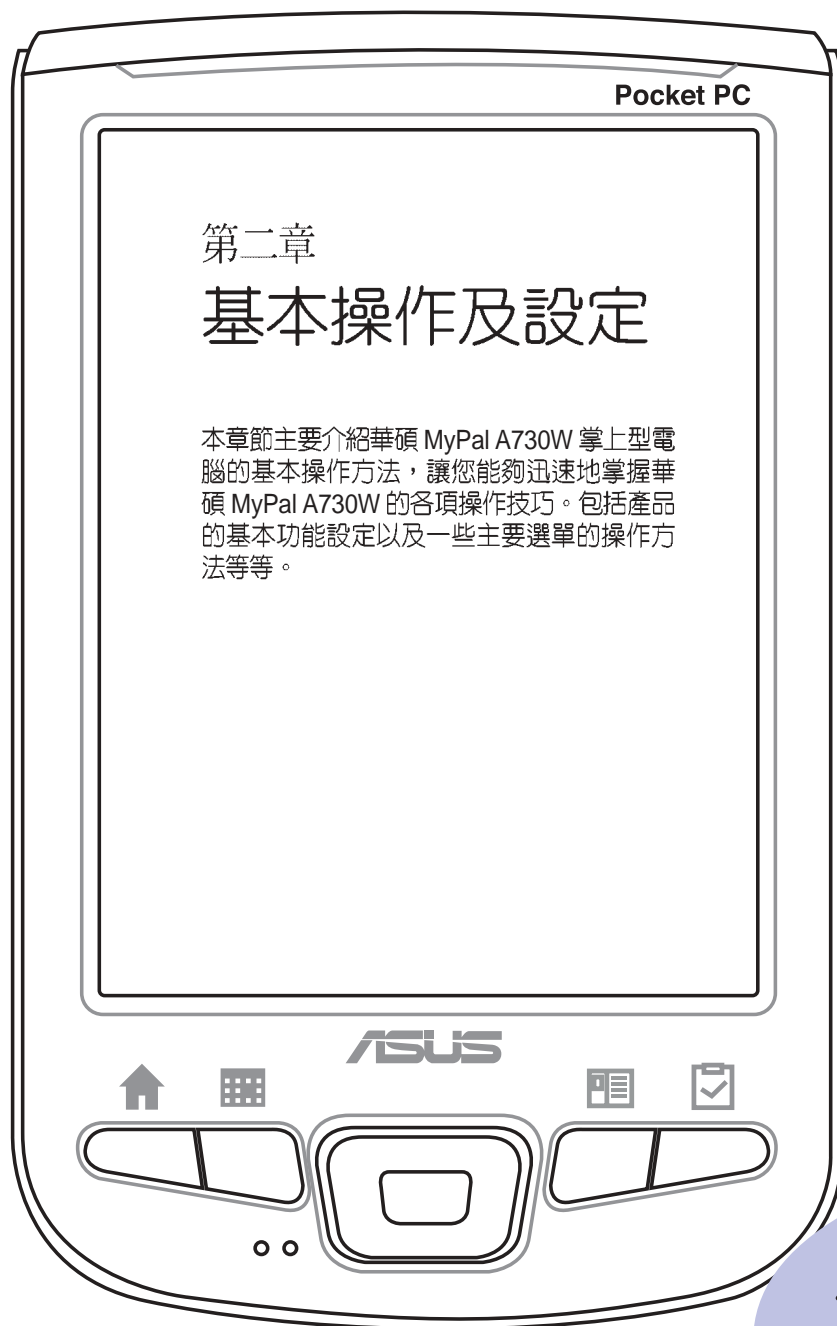 Pocket PC
第二章
基本操作及設定
本章節主要介紹華碩 MyPal A730W 掌上型電
腦的基本操作方法，讓您能夠迅速地掌握華
碩 MyPal A730W 的各項操作技巧。包括產品
的基本功能設定以及一些主要選單的操作方
法等等。
ASUS